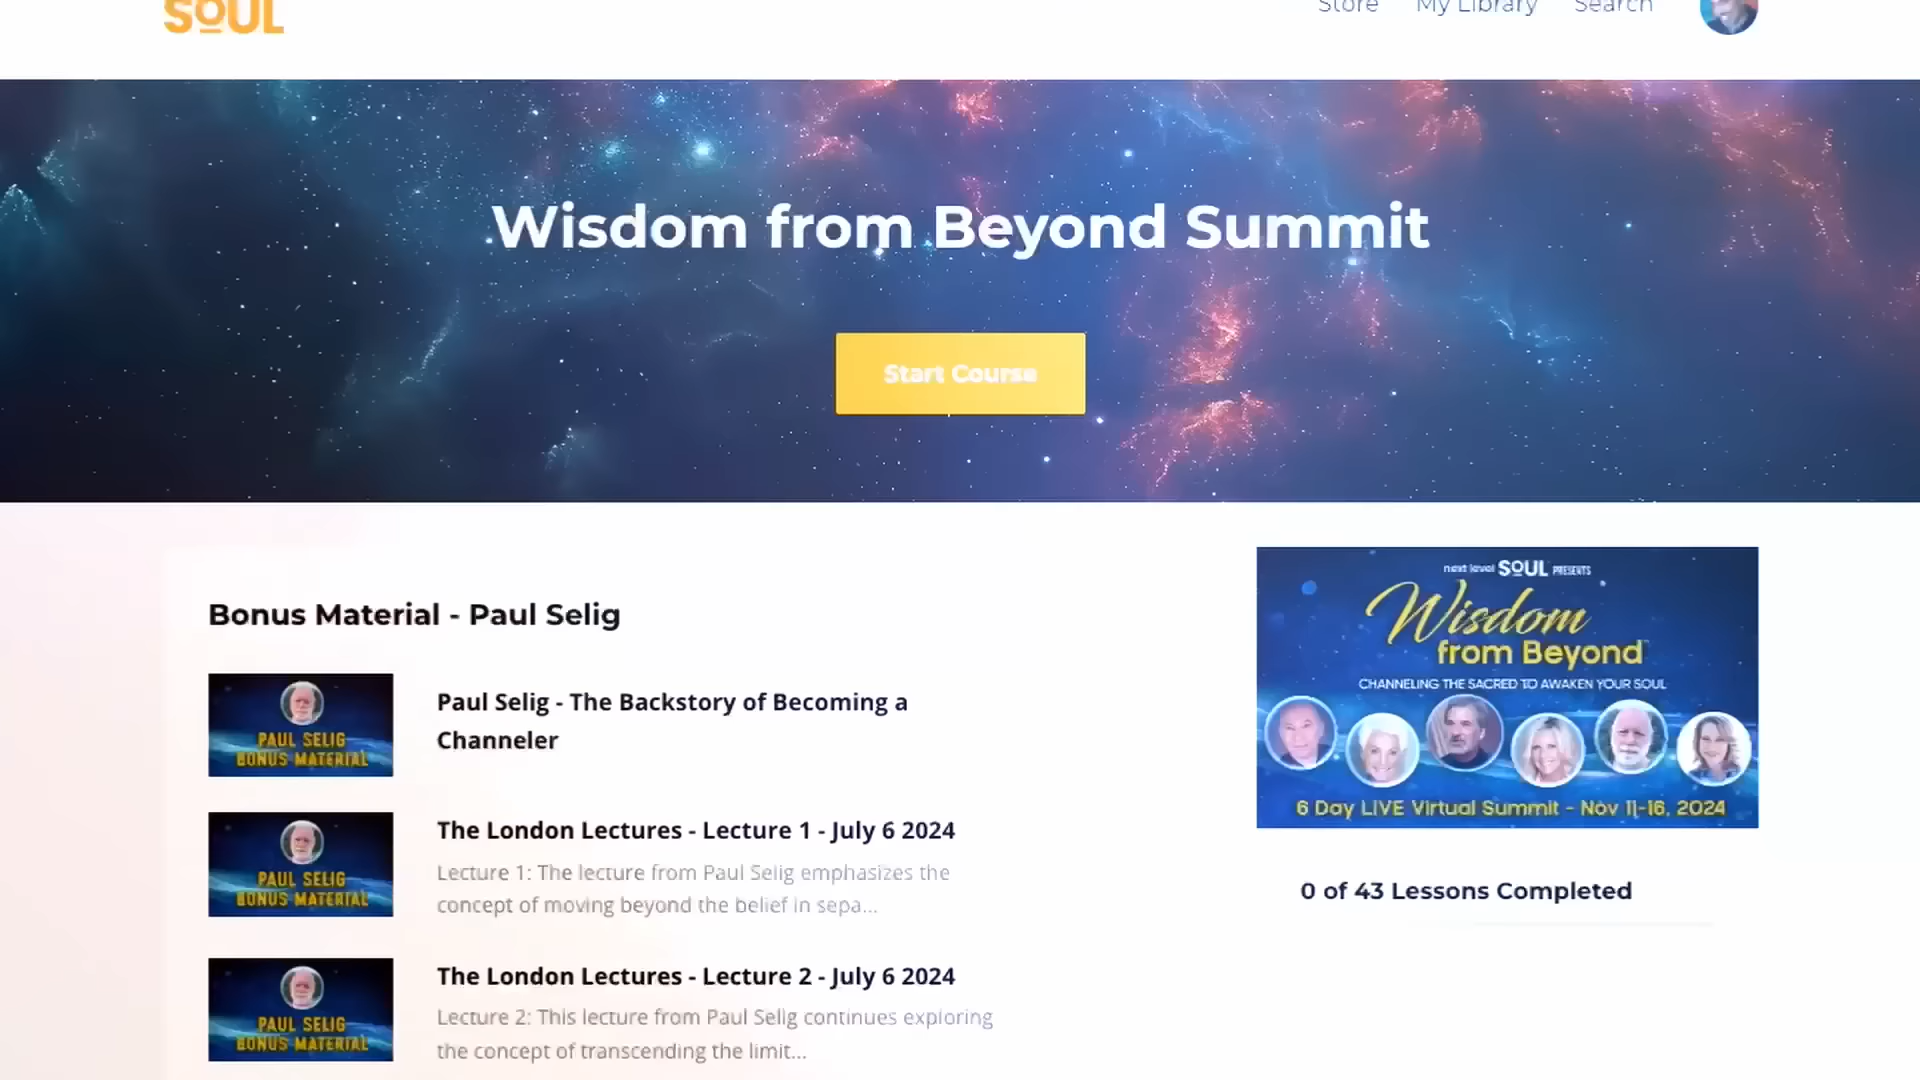 SOUL
Store My Library Search
Wisdom from Beyond Summit
Start Course
Bonus Material - Paul Selig
PAUL SELIG
BONUS MATERIAL
Paul Selig - The Backstory of Becoming a
Channeler
PAUL SELIG
BONUS MATERIAL
The London Lectures - Lecture 1 - July 6 2024
Lecture 1: The lecture from Paul Selig emphasizes the
concept of moving beyond the belief in sepa...
PAUL SELIG
BONUS MATERIAL
The London Lectures - Lecture 2 - July 6 2024
Lecture 2: This lecture from Paul Selig continues exploring
the concept of transcending the limit...
next level SOUL PRESENTS
Wisdom
from Beyond
CHANNELING THE SACRED TO AWAKEN YOUR SOUL
6 Day LIVE Virtual Summit - Nov 11-16, 2024
0 of 43 Lessons Completed